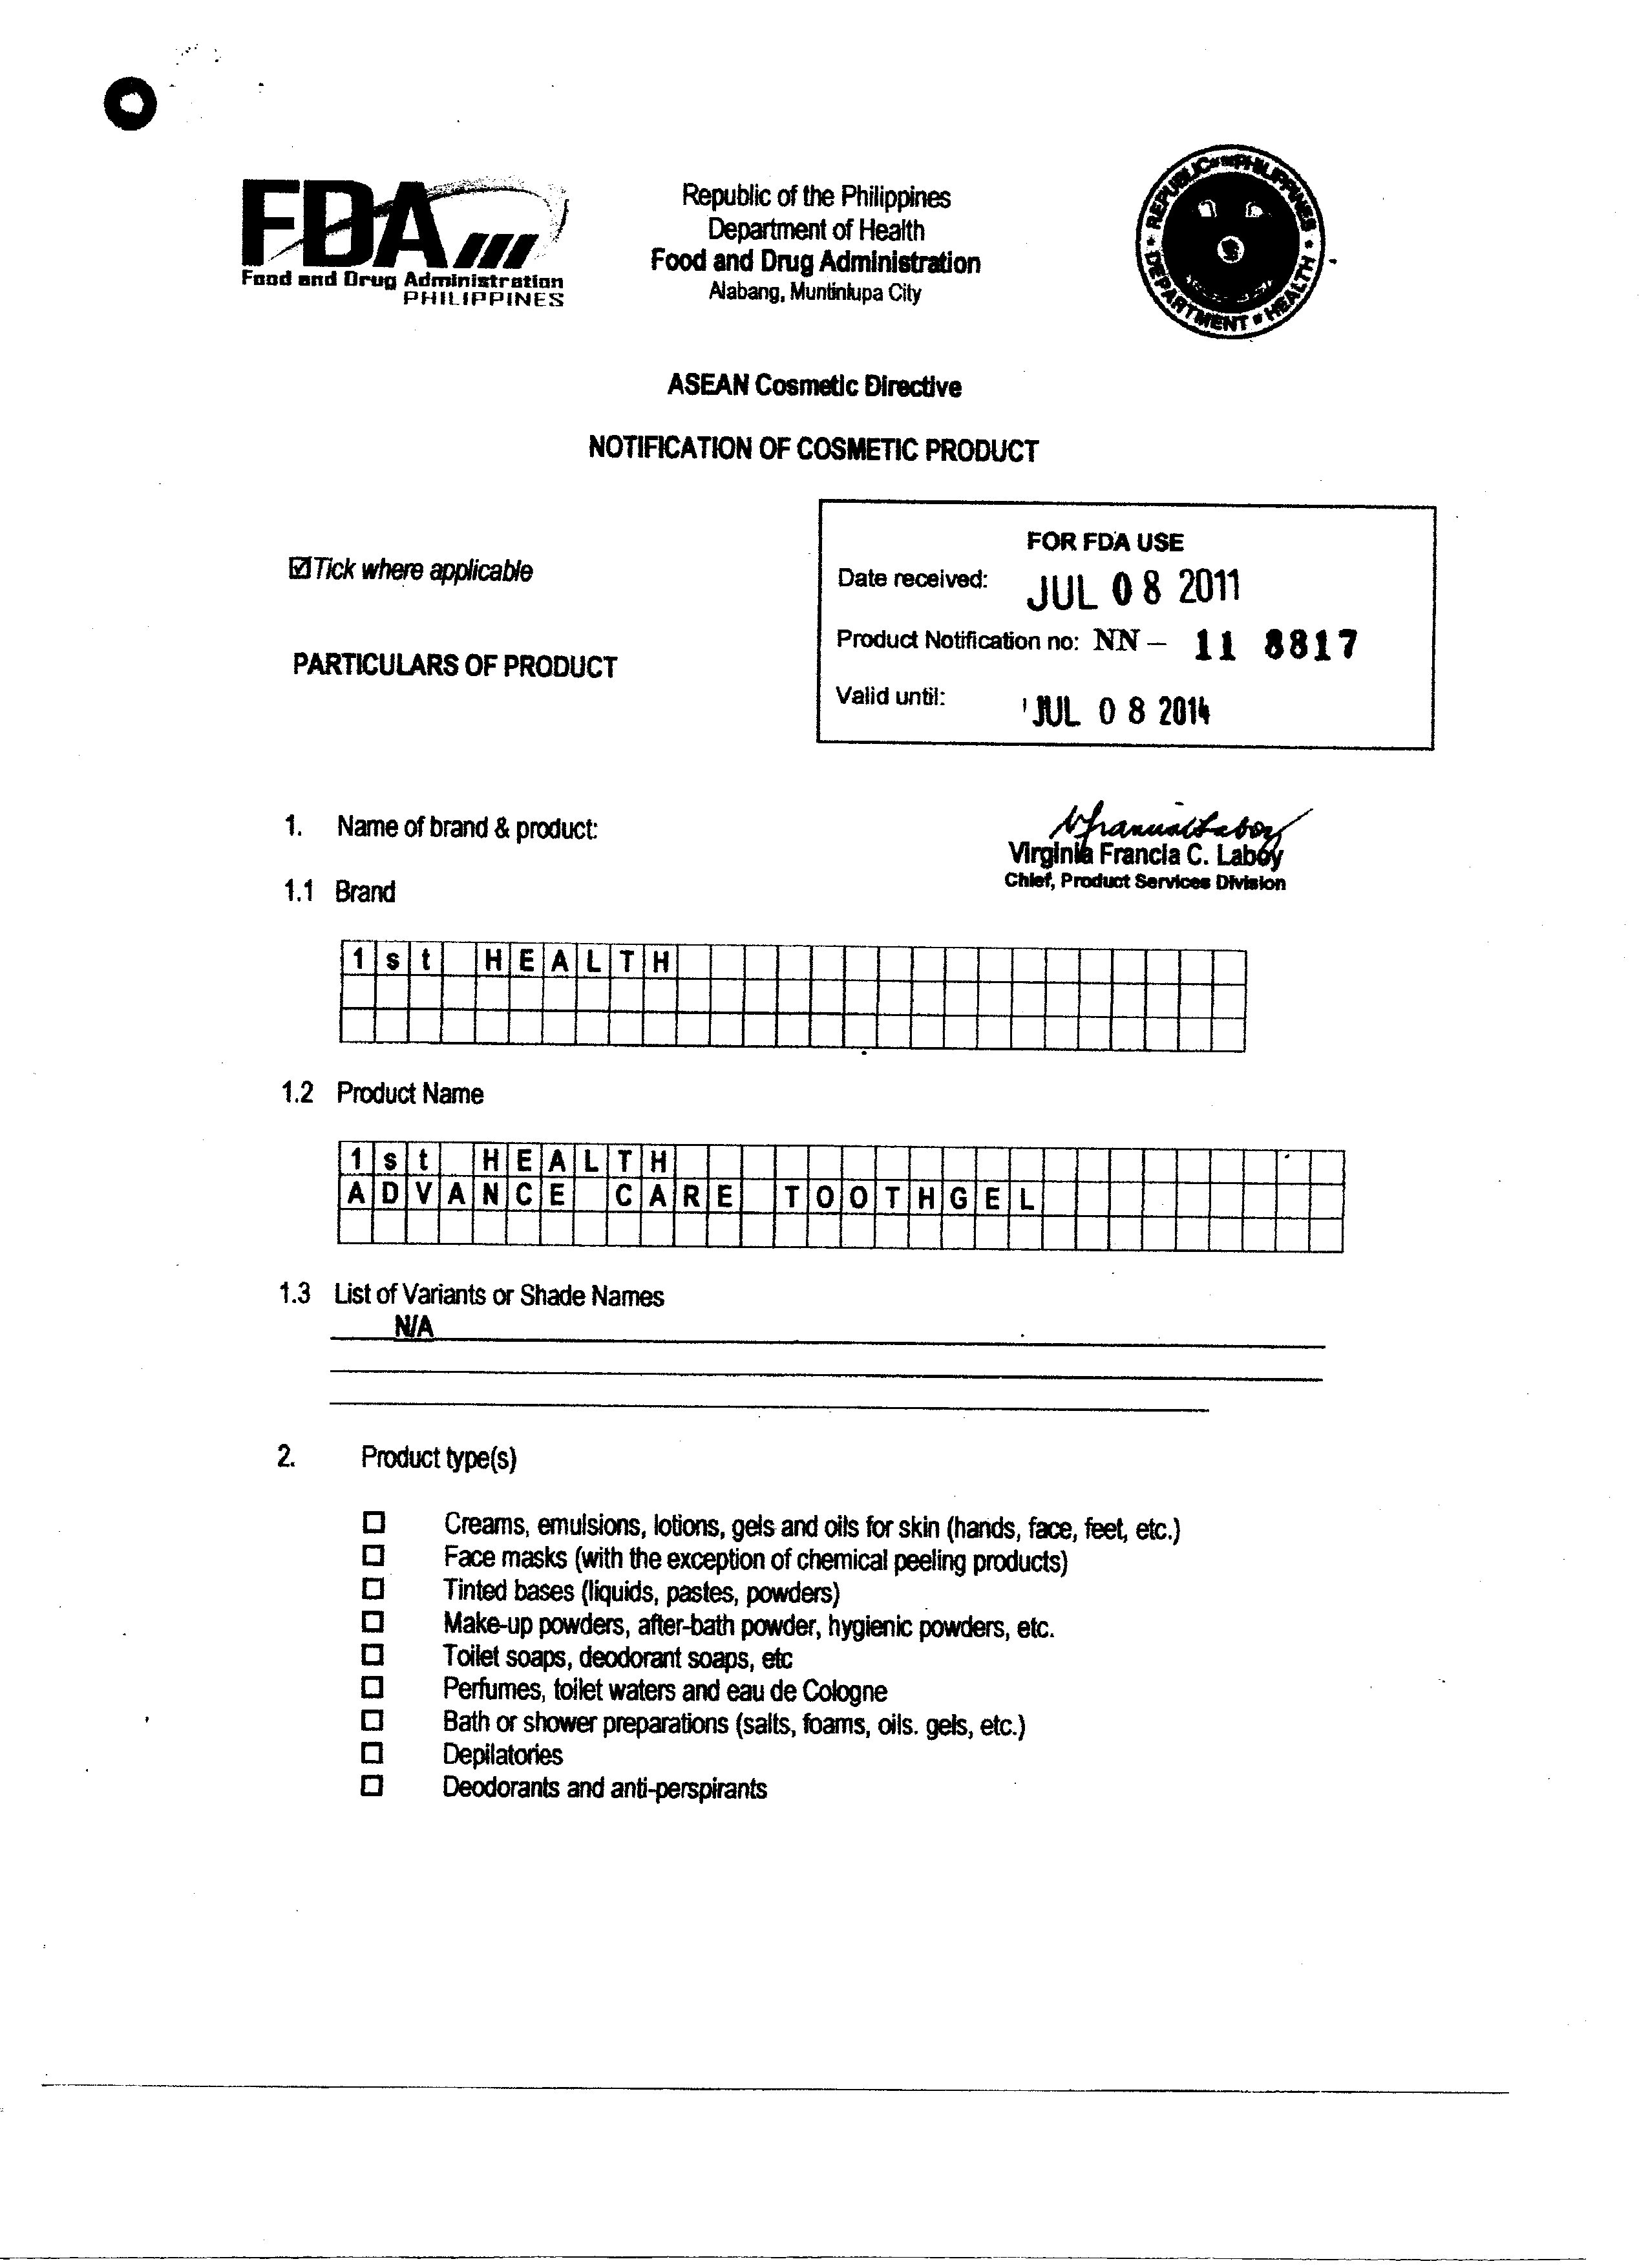 FDA
Food and Drug Administration
PHILIPPINES
Republic of the Philippines
Department of Health
Food and Drug Administration
Alabang, Muntinlupa City
REPUBLIC OF THE PHILIPPINES
DEPARTMENT OF HEALTH
ASEAN Cosmetic Directive
NOTIFICATION OF COSMETIC PRODUCT
☑ Tick where applicable
PARTICULARS OF PRODUCT
FOR FDA USE
Date received: JUL 08 2011
Product Notification no: NN – 11 8817
Valid until: JUL 08 2014
Virginia Francia C. Laboy
Chief, Product Services Division
1. Name of brand & product:
1.1 Brand
1st HEALTH
1.2 Product Name
1st HEALTH
ADVANCE CARE TOOTHGEL
1.3 List of Variants or Shade Names
N/A
2. Product type(s)
☐ Creams, emulsions, lotions, gels and oils for skin (hands, face, feet, etc.)
☐ Face masks (with the exception of chemical peeling products)
☐ Tinted bases (liquids, pastes, powders)
☐ Make-up powders, after-bath powder, hygienic powders, etc.
☐ Toilet soaps, deodorant soaps, etc
☐ Perfumes, toilet waters and eau de Cologne
☐ Bath or shower preparations (salts, foams, oils. gels, etc.)
☐ Depilatories
☐ Deodorants and anti-perspirants